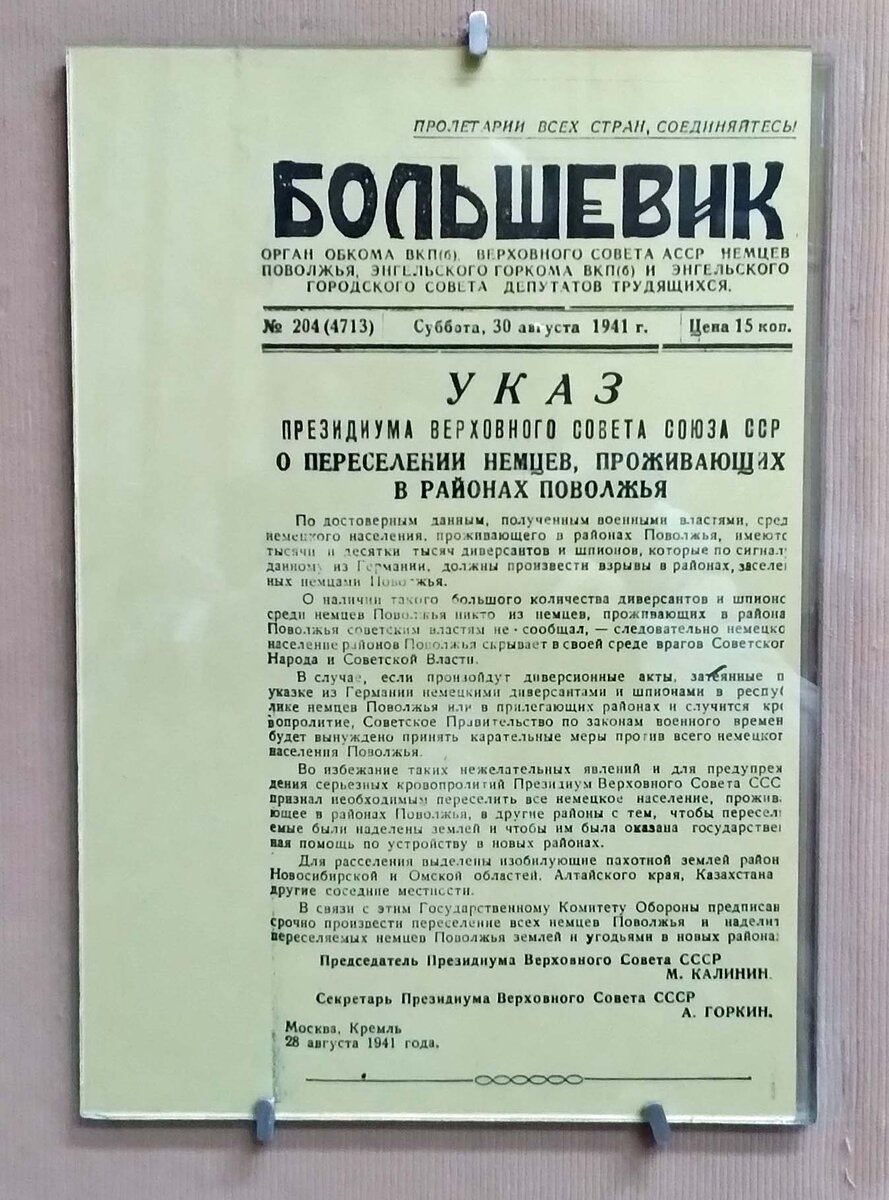 ПРОЛЕТАРИИ ВСЕХ СТРАН, СОЕДИНЯЙТЕСЬ
БОЛЬШЕВИК
ОРГАН ОБКОМА ВКП(б), ВЕРХОВНОГО СОВЕТА АССР НЕМЦЕВ
ПОВОЛЖЬЯ, ЭНГЕЛЬСКОГО ГОРКОМА ВКП(б) И ЭНГЕЛЬСКОГО
ГОРОДСКОГО СОВЕТА ДЕПУТАТОВ ТРУДЯЩИХСЯ.
№ 204 (4713) Суббота, 30 августа 1941 г. Цена 15 коп.
УКАЗ
ПРЕЗИДИУМА ВЕРХОВНОГО СОВЕТА СОЮЗА ССР
О ПЕРЕСЕЛЕНИИ НЕМЦЕВ, ПРОЖИВАЮЩИХ
В РАЙОНАХ ПОВОЛЖЬЯ
По достоверным данным, полученным военными властями, сред
немецкого населения, проживающего в районах Поволжья, имеютс
тысячи и десятки тысяч диверсантов и шпионов, которые по сигнал
данному из Германии, должны произвести взрывы в районах, заселе
ных немцами Поволжья.
О наличии такого большого количества диверсантов и шпионо
среди немцев Поволжья никто из немцев, проживающих в района
Поволжья советским властям не сообщал, — следовательно немецко
население районов Поволжья скрывает в своей среде врагов Советског
Народа и Советской Власти.
В случае, если произойдут диверсионные акты, затеянные п
указке из Германии немецкими диверсантами и шпионами в респуб
лике немцев Поволжья или в прилегающих районах и случится кро
вопролитие, Советское Правительство по законам военного времен
будет вынуждено принять карательные меры против всего немецког
населения Поволжья.
Во избежание таких нежелательных явлений и для предупреж
дения серьезных кровопролитий Президиум Верховного Совета ССС
признал необходимым переселить все немецкое население, прожив
ющее в районах Поволжья, в другие районы с тем, чтобы пересел
емые были наделены землей и чтобы им была оказана государстве
ная помощь по устройству в новых районах.
Для расселения выделены изобилующие пахотной землей район
Новосибирской и Омской областей, Алтайского края, Казахстана
другие соседние местности.
В связи с этим Государственному Комитету Обороны предписан
срочно произвести переселение всех немцев Поволжья и наделит
переселяемых немцев Поволжья землей и угодьями в новых района
Председатель Президиума Верховного Совета СССР
М. КАЛИНИН.
Секретарь Президиума Верховного Совета СССР
А. ГОРКИН.
Москва, Кремль
28 августа 1941 года.